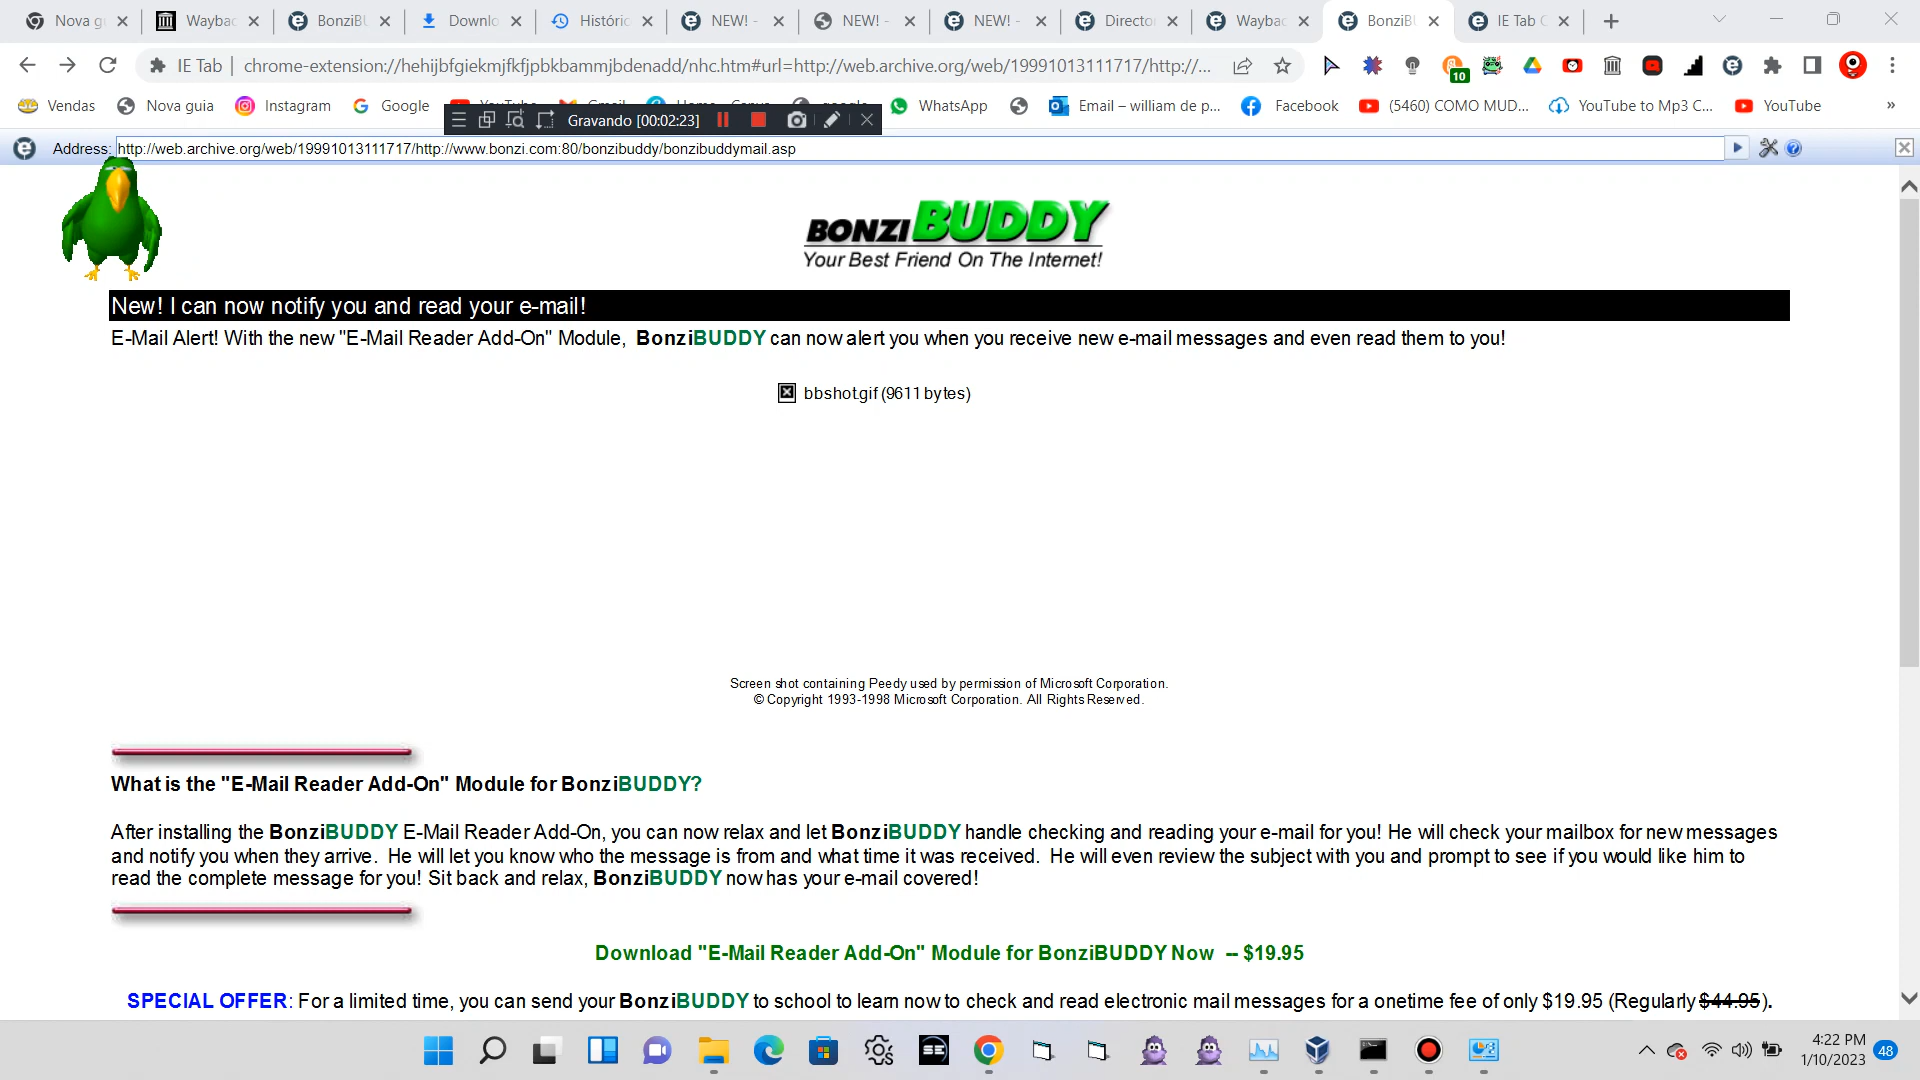 Nova g
Wayba
BonziBU
Downlo
Histório
NEW! -
NEW! -
NEW! -
Directo
Wayba
BonziBU
IE Tab
IE Tab
chrome-extension://hehijbfgiekmjfkfjpbkbammjbdenadd/nhc.htm#url=http://web.archive.org/web/19991013111717/http://...
10
Vendas
Nova guia
Instagram
Google
WhatsApp
Email – william de p...
Facebook
(5460) COMO MUD...
YouTube to Mp3 C...
YouTube
»
Gravando [00:02:23]
Address: http://web.archive.org/web/19991013111717/http://www.bonzi.com:80/bonzibuddy/bonzibuddymail.asp
BONZIBUDDY
Your Best Friend On The Internet!
New! I can now notify you and read your e-mail!
E-Mail Alert! With the new "E-Mail Reader Add-On" Module, BonziBUDDY can now alert you when you receive new e-mail messages and even read them to you!
bbshot.gif (9611 bytes)
Screen shot containing Peedy used by permission of Microsoft Corporation.
© Copyright 1993-1998 Microsoft Corporation. All Rights Reserved.
What is the "E-Mail Reader Add-On" Module for BonziBUDDY?
After installing the BonziBUDDY E-Mail Reader Add-On, you can now relax and let BonziBUDDY handle checking and reading your e-mail for you! He will check your mailbox for new messages
and notify you when they arrive. He will let you know who the message is from and what time it was received. He will even review the subject with you and prompt to see if you would like him to
read the complete message for you! Sit back and relax, BonziBUDDY now has your e-mail covered!
Download "E-Mail Reader Add-On" Module for BonziBUDDY Now -- $19.95
SPECIAL OFFER: For a limited time, you can send your BonziBUDDY to school to learn now to check and read electronic mail messages for a onetime fee of only $19.95 (Regularly $44.95).
4:22 PM
1/10/2023
48